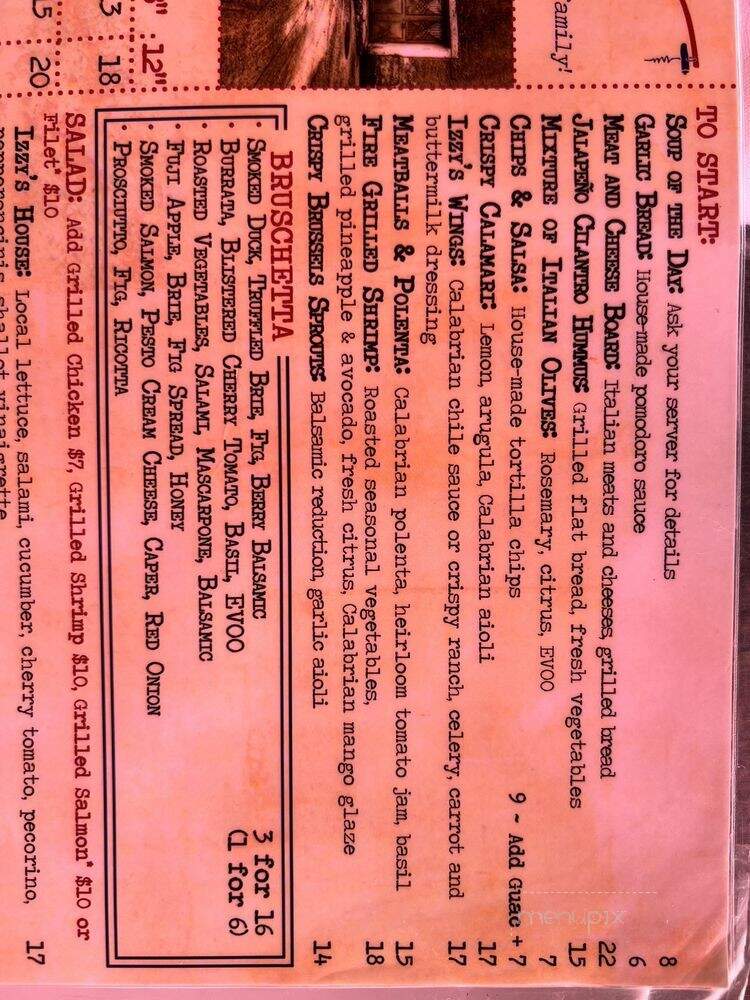 amily!
12"
13 18
15 20
TO START:
SOUP OF THE DAY: Ask your server for details 8
GARLIC BREAD: House-made pomodoro sauce 6
MEAT AND CHEESE BOARD: Italian meats and cheeses, grilled bread 22
JALAPEÑO CILANTRO HUMMUS: Grilled flat bread, fresh vegetables 15
MIXTURE OF ITALIAN OLIVES: Rosemary, citrus, EVOO 7
CHIPS & SALSA: House-made tortilla chips 9 ~ ADD GUAC + 7
CRISPY CALAMARI: Lemon, arugula, Calabrian aioli 17
IZZY'S WINGS: Calabrian chile sauce or crispy ranch, celery, carrot and 17
buttermilk dressing
MEATBALLS & POLENTA: Calabrian polenta, heirloom tomato jam, basil 15
FIRE GRILLED SHRIMP: Roasted seasonal vegetables, 18
grilled pineapple & avocado, fresh citrus, Calabrian mango glaze
CRISPY BRUSSELS SPROUTS: Balsamic reduction, garlic aioli 14
BRUSCHETTA
· SMOKED DUCK, TRUFFLED BRIE, FIG, BERRY BALSAMIC 3 for 16
· BURRATA, BLISTERED CHERRY TOMATO, BASIL, EVOO (1 for 6)
· ROASTED VEGETABLES, SALAMI, MASCARPONE, BALSAMIC
· FUJI APPLE, BRIE, FIG SPREAD, HONEY
· SMOKED SALMON, PESTO CREAM CHEESE, CAPER, RED ONION
· PROSCIUTTO, FIG, RICOTTA
SALAD: Add Grilled Chicken $7, Grilled Shrimp $10, Grilled Salmon* $10 or
Filet* $10
IZZY'S HOUSE: Local lettuce, salami, cucumber, cherry tomato, pecorino, 17
pepperoncinis, shallot vinaigrette
menupix